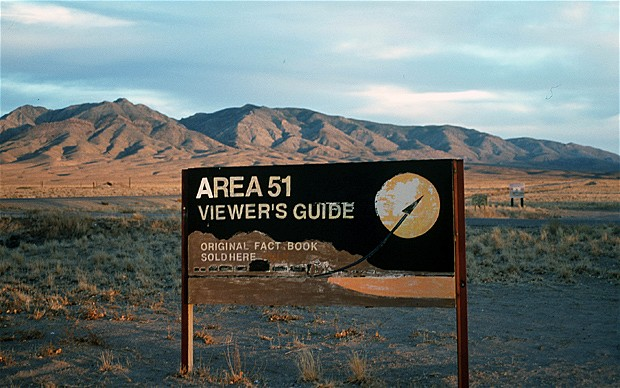 AREA 51
VIEWER'S GUIDE
ORIGINAL FACT BOOK
SOLD HERE